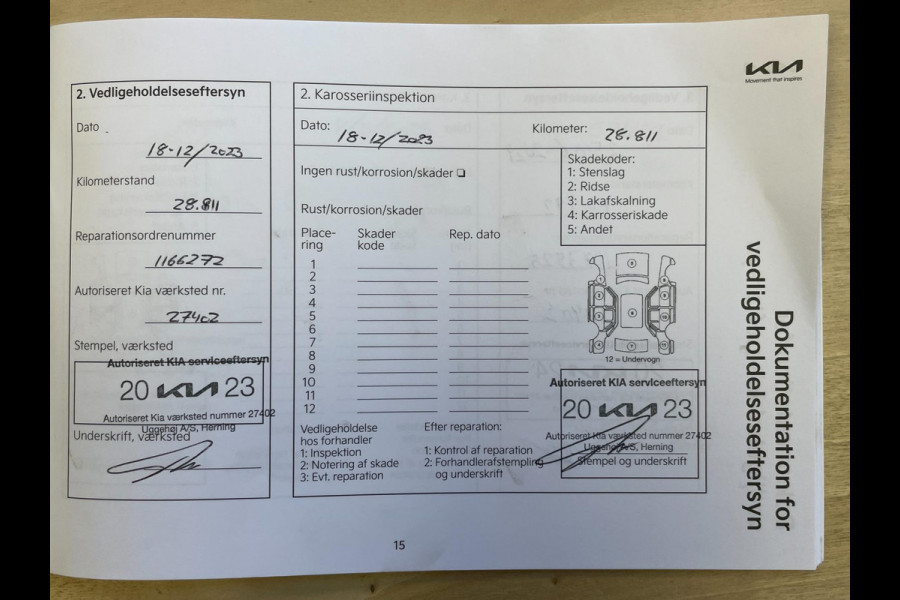 KIA
Movement that inspires
Dokumentation for
vedligeholdelseseftersyn
2. Vedligeholdelseseftersyn
Dato
18-12/2023
Kilometerstand
28.811
Reparationsordrenummer
1166272
Autoriseret Kia værksted nr.
27402
Stempel, værksted
Autoriseret KIA serviceeftersyn
20 KIA 23
Autoriseret Kia værksted nummer 27402
Uggehøj A/S, Herning
Underskrift, værksted
2. Karosseriinspektion
Dato: 18-12/2023 Kilometer: 28.811
Ingen rust/korrosion/skader
Rust/korrosion/skader
Skadekoder:
1: Stenslag
2: Ridse
3: Lakafskalning
4: Karrosseriskade
5: Andet
Place-
ring
Skader
kode
Rep. dato
1
2
3
4
5
6
7
8
9
10
11
12
12 = Undervogn
Vedligeholdelse
hos forhandler
1: Inspektion
2: Notering af skade
3: Evt. reparation
Efter reparation:
1: Kontrol af reparation
2: Forhandlerafstempling
og underskrift
Autoriseret KIA serviceeftersyn
20 KIA 23
Autoriseret Kia værksted nummer 27402
Uggehøj A/S, Herning
Stempel og underskrift
15